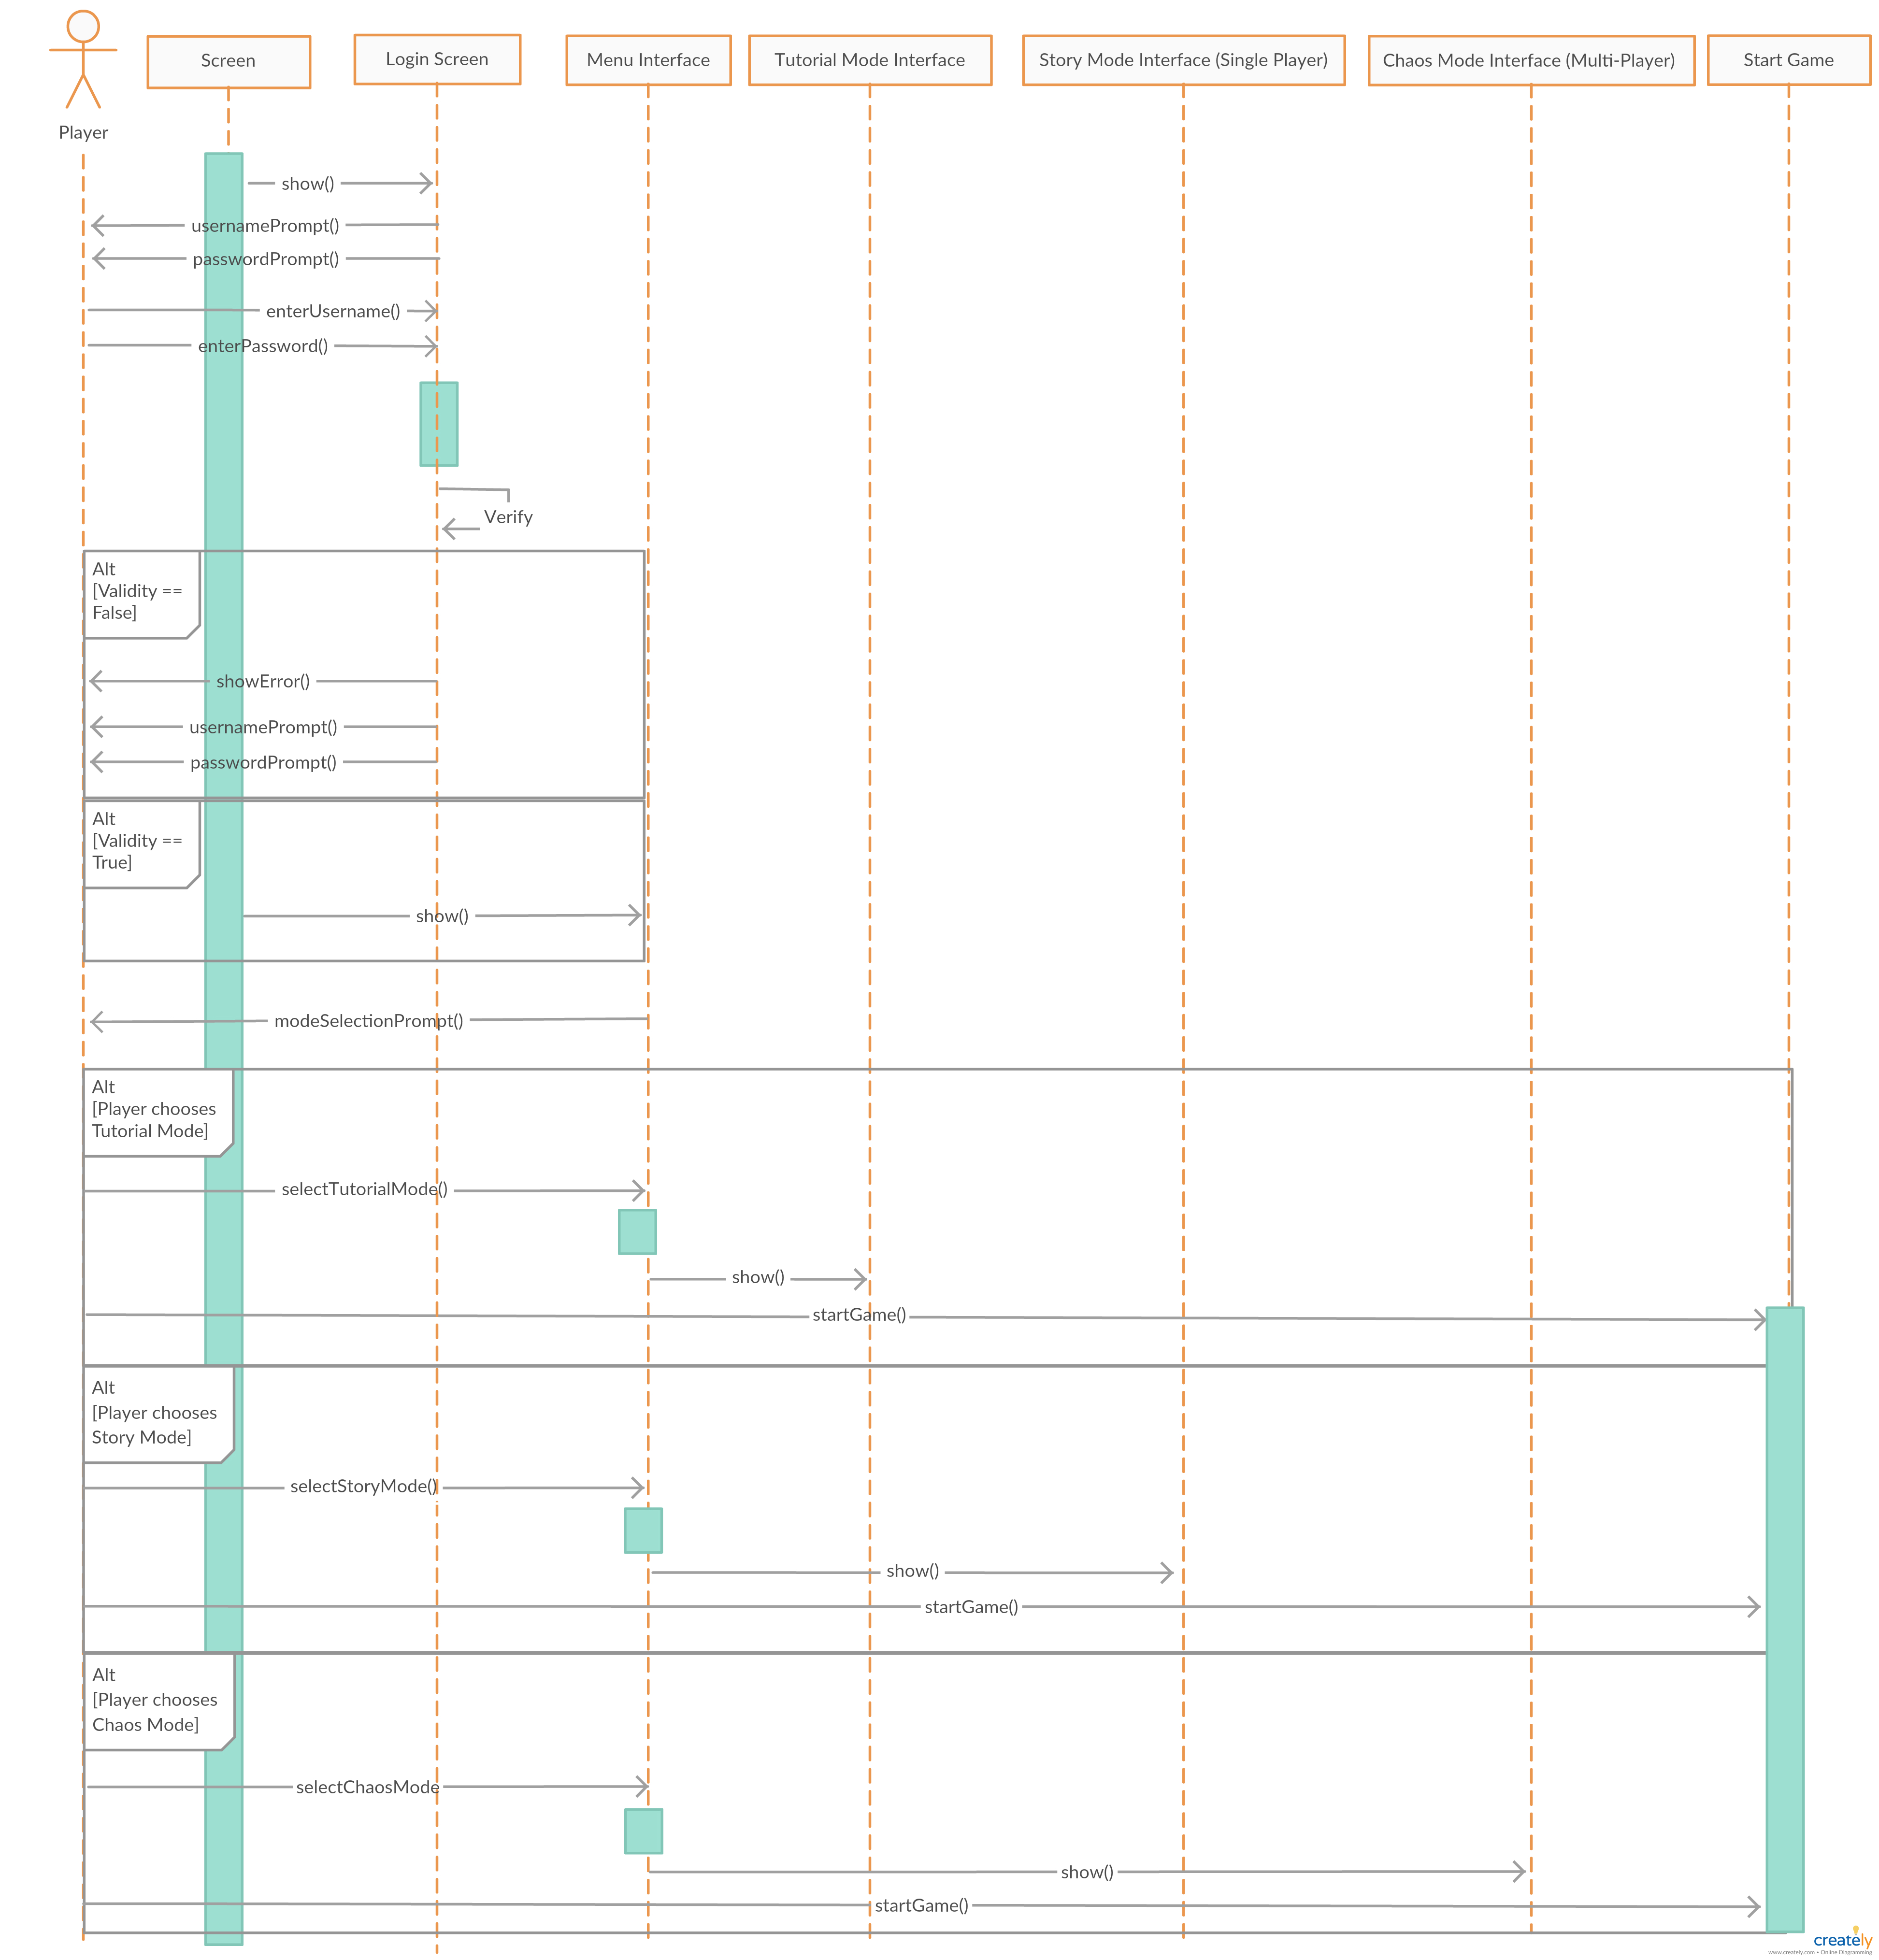 Screen
Login Screen
Menu Interface
Tutorial Mode Interface
Story Mode Interface (Single Player)
Chaos Mode Interface (Multi-Player)
Start Game
Player
show()
usernamePrompt()
passwordPrompt()
enterUsername()
enterPassword()
Verify
Alt
[Validity ==
False]
showError()
usernamePrompt()
passwordPrompt()
Alt
[Validity ==
True]
show()
modeSelectionPrompt()
Alt
[Player chooses
Tutorial Mode]
selectTutorialMode()
show()
startGame()
Alt
[Player chooses
Story Mode]
selectStoryMode()
show()
startGame()
Alt
[Player chooses
Chaos Mode]
selectChaosMode
show()
startGame()
creately
www.creately.com • Online Diagramming